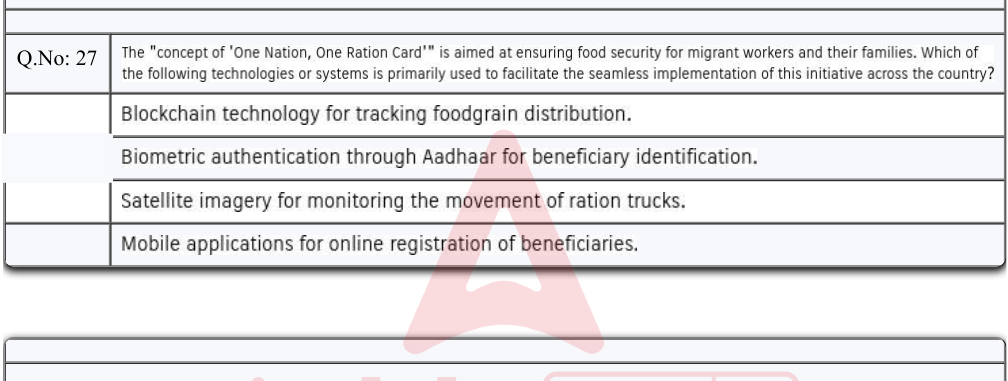 Q.No: 27
The "concept of 'One Nation, One Ration Card'" is aimed at ensuring food security for migrant workers and their families. Which of
the following technologies or systems is primarily used to facilitate the seamless implementation of this initiative across the country?
Blockchain technology for tracking foodgrain distribution.
Biometric authentication through Aadhaar for beneficiary identification.
Satellite imagery for monitoring the movement of ration trucks.
Mobile applications for online registration of beneficiaries.